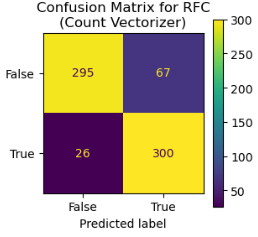 Confusion Matrix for RFC
(Count Vectorizer)
300
False
295
67
250
200
150
True
26
300
100
50
False
True
Predicted label